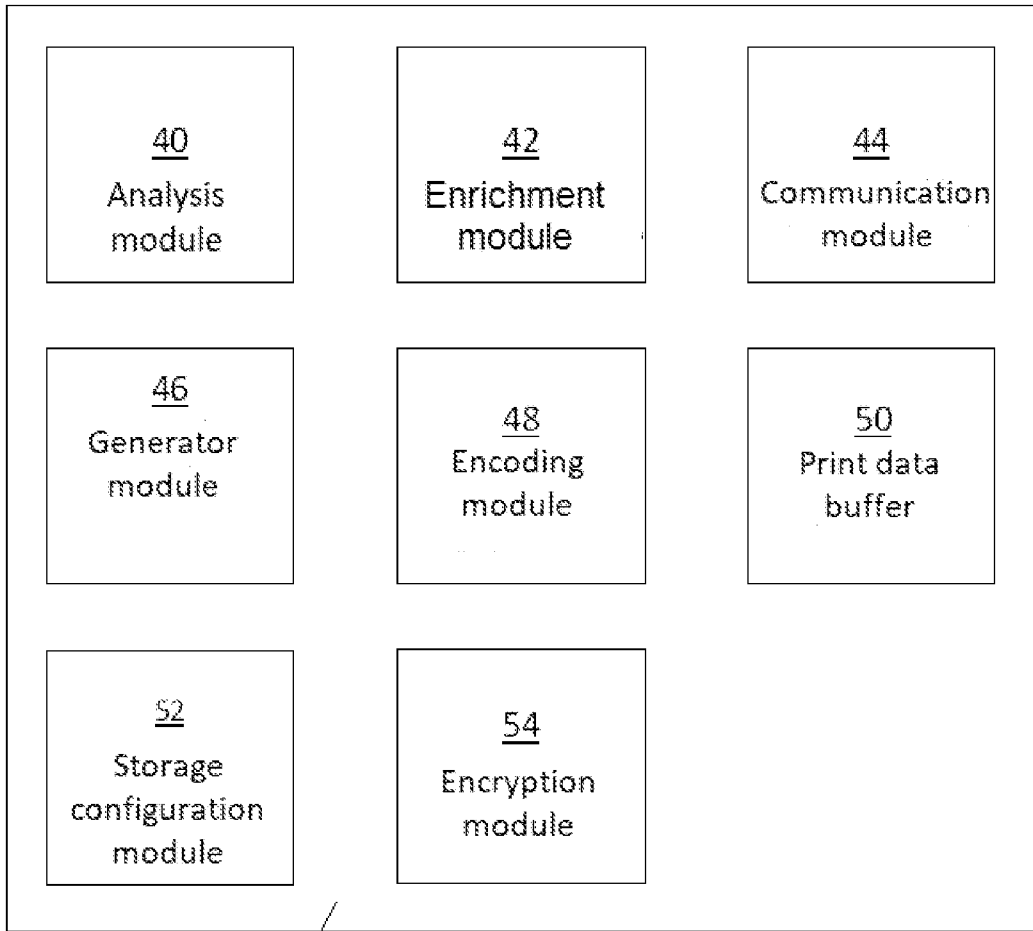 40
Analysis
module
42
Enrichment
module
44
Communication
module
46
Generator
module
48
Encoding
module
50
Print data
buffer
52
Storage
configuration
module
54
Encryption
module